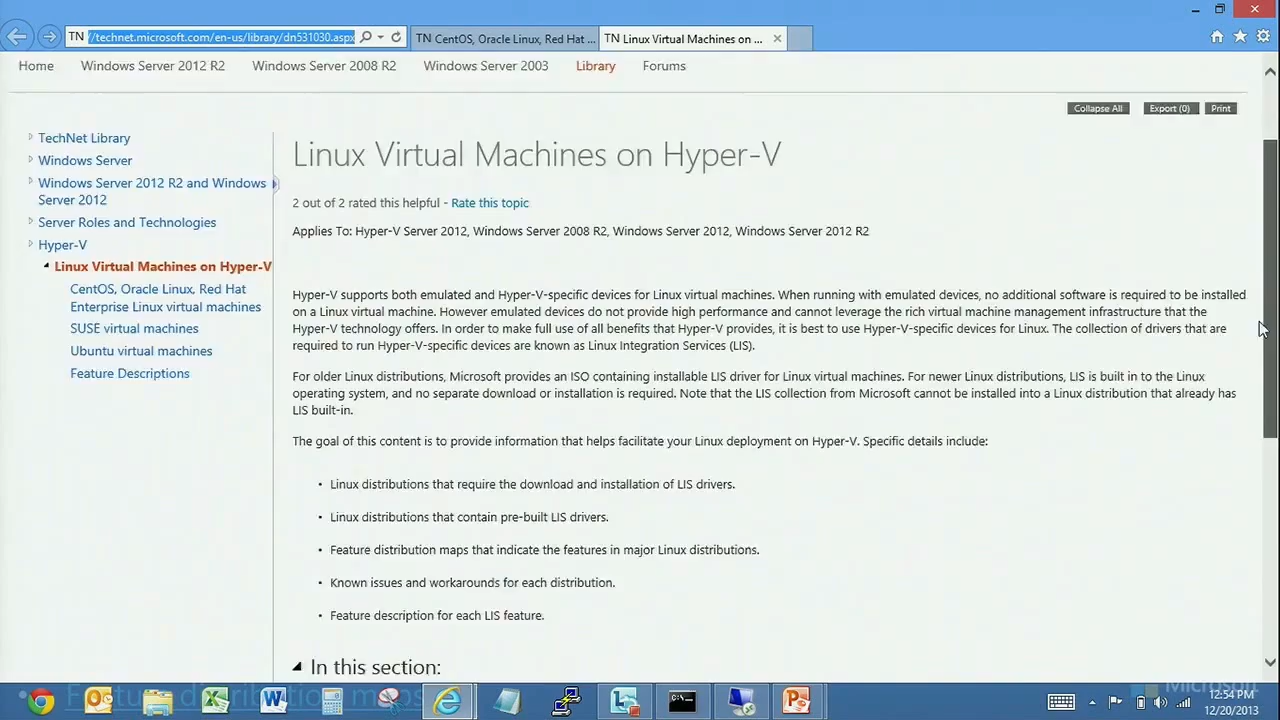 TN //technet.microsoft.com/en-us/library/dn531030.aspx
TN CentOS, Oracle Linux, Red Hat ...
TN Linux Virtual Machines on ...
Home
Windows Server 2012 R2
Windows Server 2008 R2
Windows Server 2003
Library
Forums
Collapse All
Export (0)
Print
TechNet Library
Windows Server
Windows Server 2012 R2 and Windows
Server 2012
Server Roles and Technologies
Hyper-V
Linux Virtual Machines on Hyper-V
CentOS, Oracle Linux, Red Hat
Enterprise Linux virtual machines
SUSE virtual machines
Ubuntu virtual machines
Feature Descriptions
Linux Virtual Machines on Hyper-V
2 out of 2 rated this helpful - Rate this topic
Applies To: Hyper-V Server 2012, Windows Server 2008 R2, Windows Server 2012, Windows Server 2012 R2
Hyper-V supports both emulated and Hyper-V-specific devices for Linux virtual machines. When running with emulated devices, no additional software is required to be installed
on a Linux virtual machine. However emulated devices do not provide high performance and cannot leverage the rich virtual machine management infrastructure that the
Hyper-V technology offers. In order to make full use of all benefits that Hyper-V provides, it is best to use Hyper-V-specific devices for Linux. The collection of drivers that are
required to run Hyper-V-specific devices are known as Linux Integration Services (LIS).
For older Linux distributions, Microsoft provides an ISO containing installable LIS driver for Linux virtual machines. For newer Linux distributions, LIS is built in to the Linux
operating system, and no separate download or installation is required. Note that the LIS collection from Microsoft cannot be installed into a Linux distribution that already has
LIS built-in.
The goal of this content is to provide information that helps facilitate your Linux deployment on Hyper-V. Specific details include:
• Linux distributions that require the download and installation of LIS drivers.
• Linux distributions that contain pre-built LIS drivers.
• Feature distribution maps that indicate the features in major Linux distributions.
• Known issues and workarounds for each distribution.
• Feature description for each LIS feature.
In this section:
• Feature distribution maps
Microsoft
12:54 PM
12/20/2013